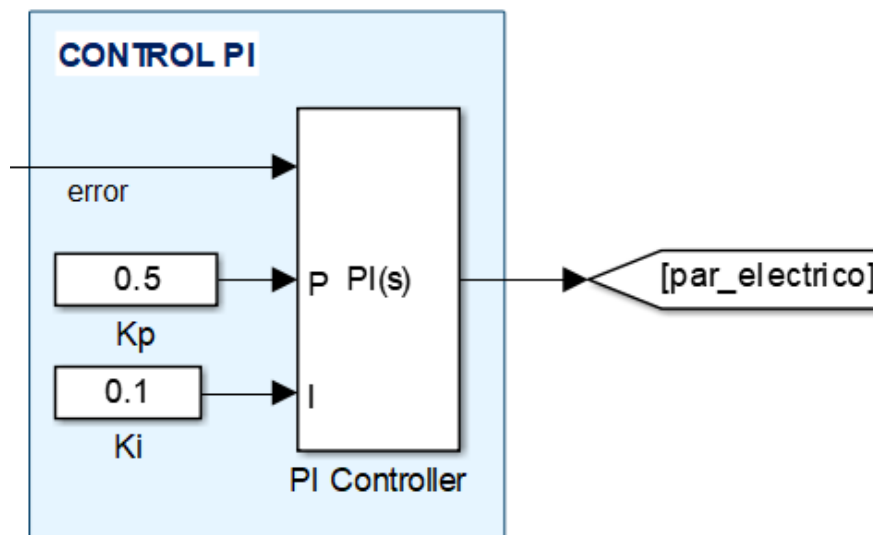 CONTROL PI
error
0.5
P PI(s)
[par_electrico]
Kp
0.1
I
Ki
PI Controller